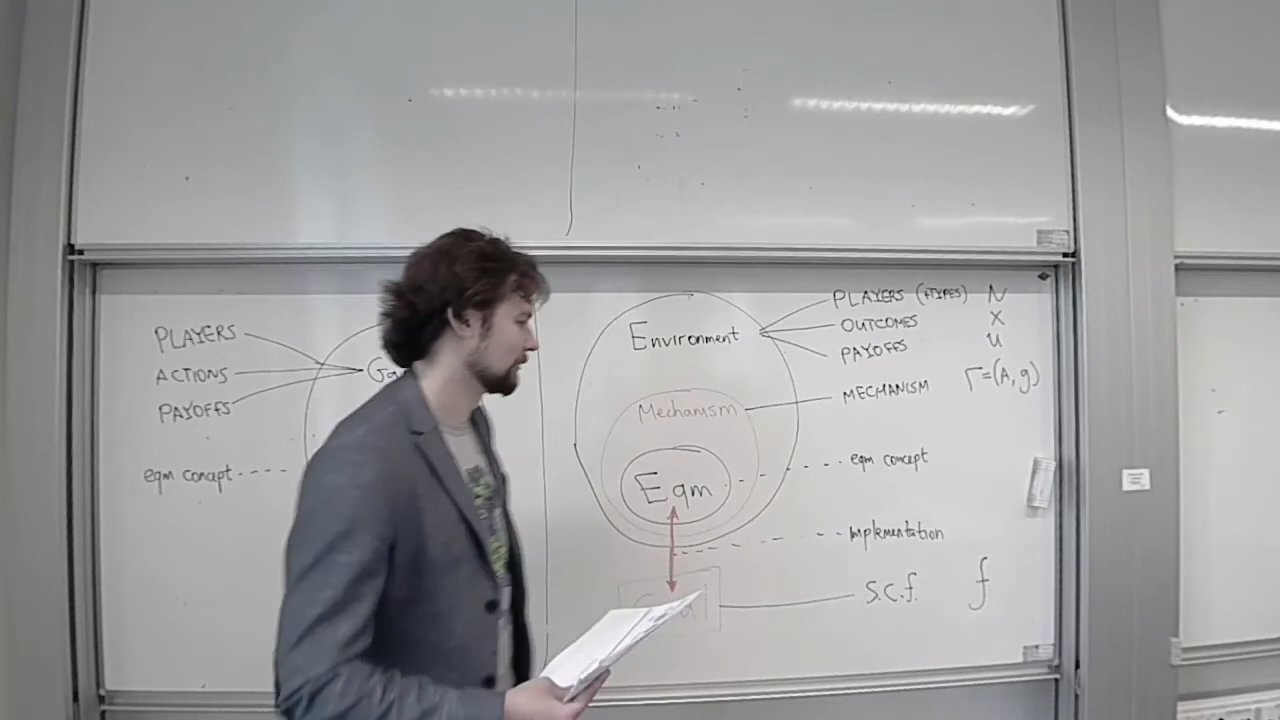 PLAYERS
ACTIONS
PAYOFFS
eqm concept
Environment
Mechanism
Eqm
PLAYERS (+TYPES) N
OUTCOMES X
PAYOFFS u
MECHANISM Γ=(A, g)
eqm concept
Implementation
S.C.f. f